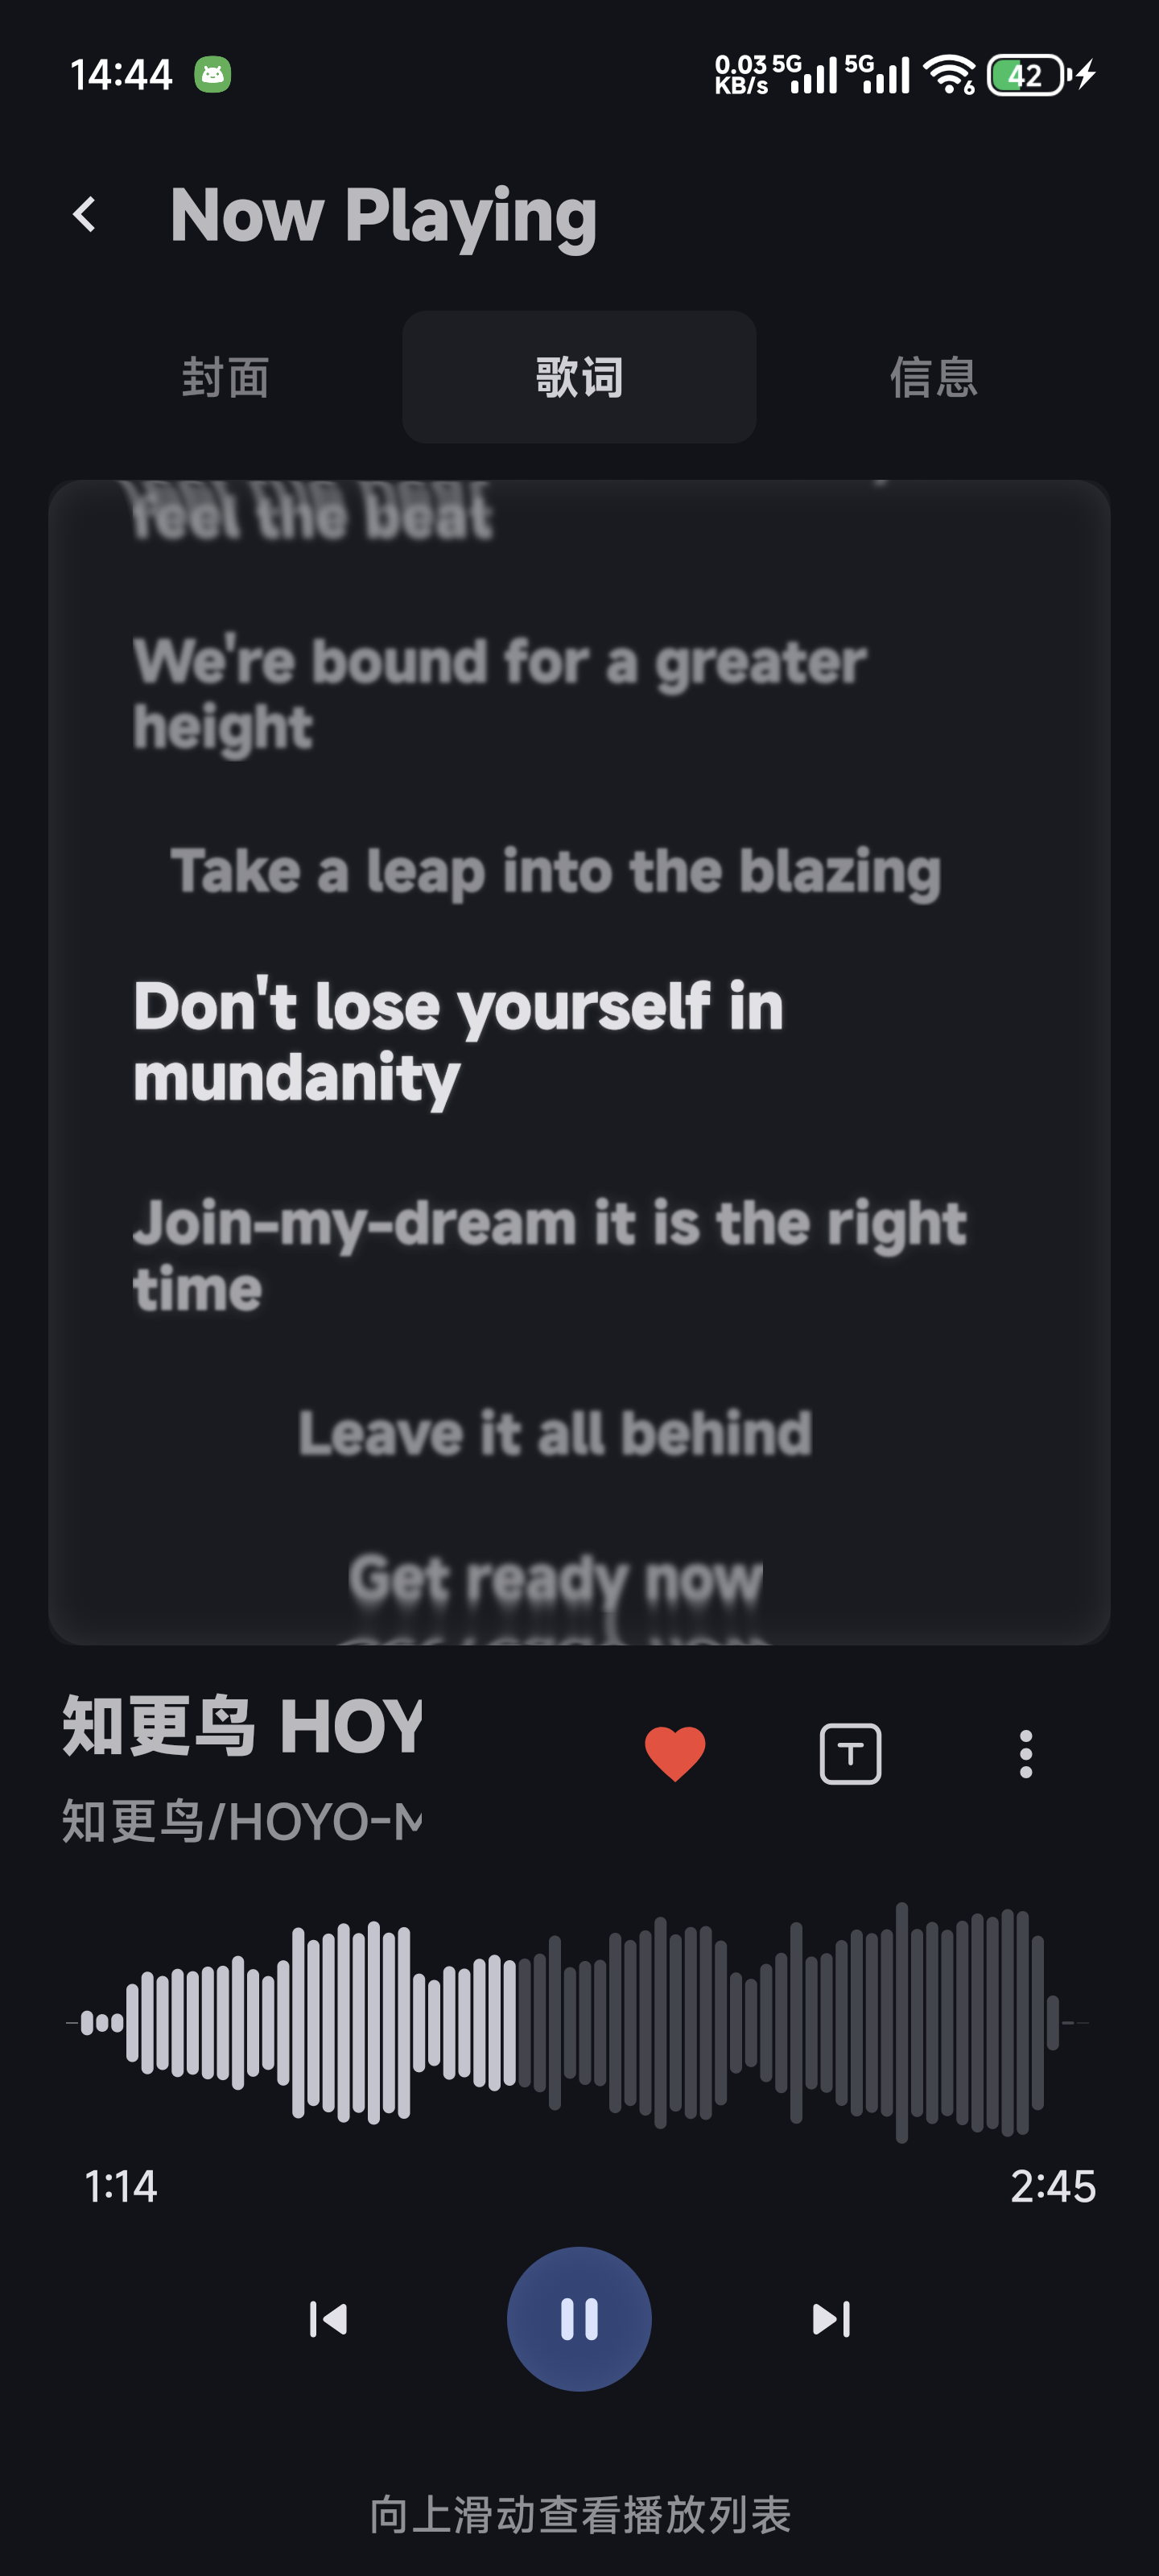 14:44
0.03 KB/s 5G 5G 6 42
Now Playing
封面 歌词 信息
feel the beat
We're bound for a greater
height
Take a leap into the blazing
Don't lose yourself in
mundanity
Join-my-dream it is the right
time
Leave it all behind
Get ready now
知更鸟 HOY
T
知更鸟/HOYO-M
1:14 2:45
向上滑动查看播放列表